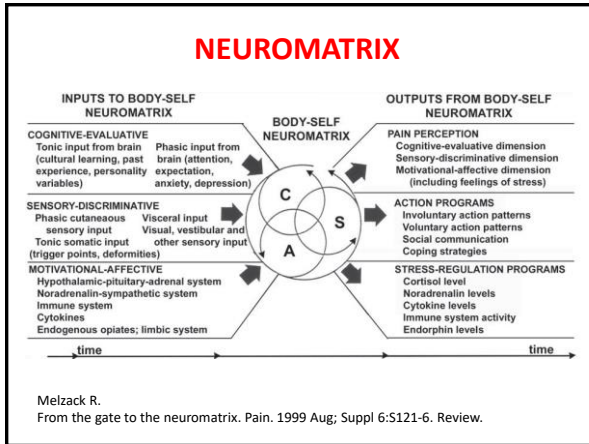 NEUROMATRIX
INPUTS TO BODY-SELF
NEUROMATRIX
COGNITIVE-EVALUATIVE
Tonic input from brain
(cultural learning, past
experience, personality
variables)
Phasic input from
brain (attention,
expectation,
anxiety, depression)
SENSORY-DISCRIMINATIVE
Phasic cutaneous
sensory input
Tonic somatic input
(trigger points, deformities)
Visceral input
Visual, vestibular and
other sensory input
MOTIVATIONAL-AFFECTIVE
Hypothalamic-pituitary-adrenal system
Noradrenalin-sympathetic system
Immune system
Cytokines
Endogenous opiates; limbic system
BODY-SELF
NEUROMATRIX
C
S
A
OUTPUTS FROM BODY-SELF
NEUROMATRIX
PAIN PERCEPTION
Cognitive-evaluative dimension
Sensory-discriminative dimension
Motivational-affective dimension
(including feelings of stress)
ACTION PROGRAMS
Involuntary action patterns
Voluntary action patterns
Social communication
Coping strategies
STRESS-REGULATION PROGRAMS
Cortisol level
Noradrenalin levels
Cytokine levels
Immune system activity
Endorphin levels
time
time
Melzack R.
From the gate to the neuromatrix. Pain. 1999 Aug; Suppl 6:S121-6. Review.